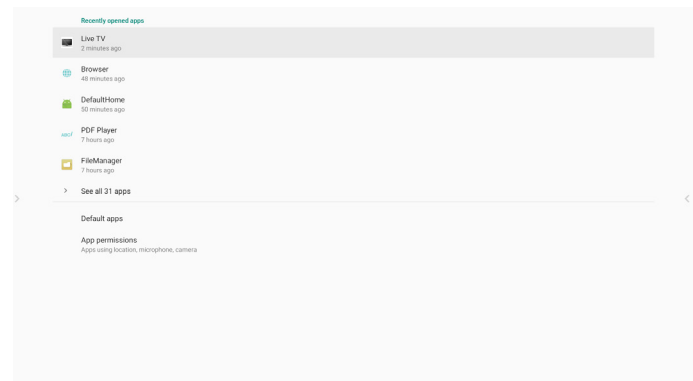 Recently opened apps
Live TV
2 minutes ago
Browser
46 minutes ago
DefaultHome
50 minutes ago
PDF Player
7 hours ago
FileManager
7 hours ago
See all 31 apps
Default apps
App permissions
Apps using location, microphone, camera